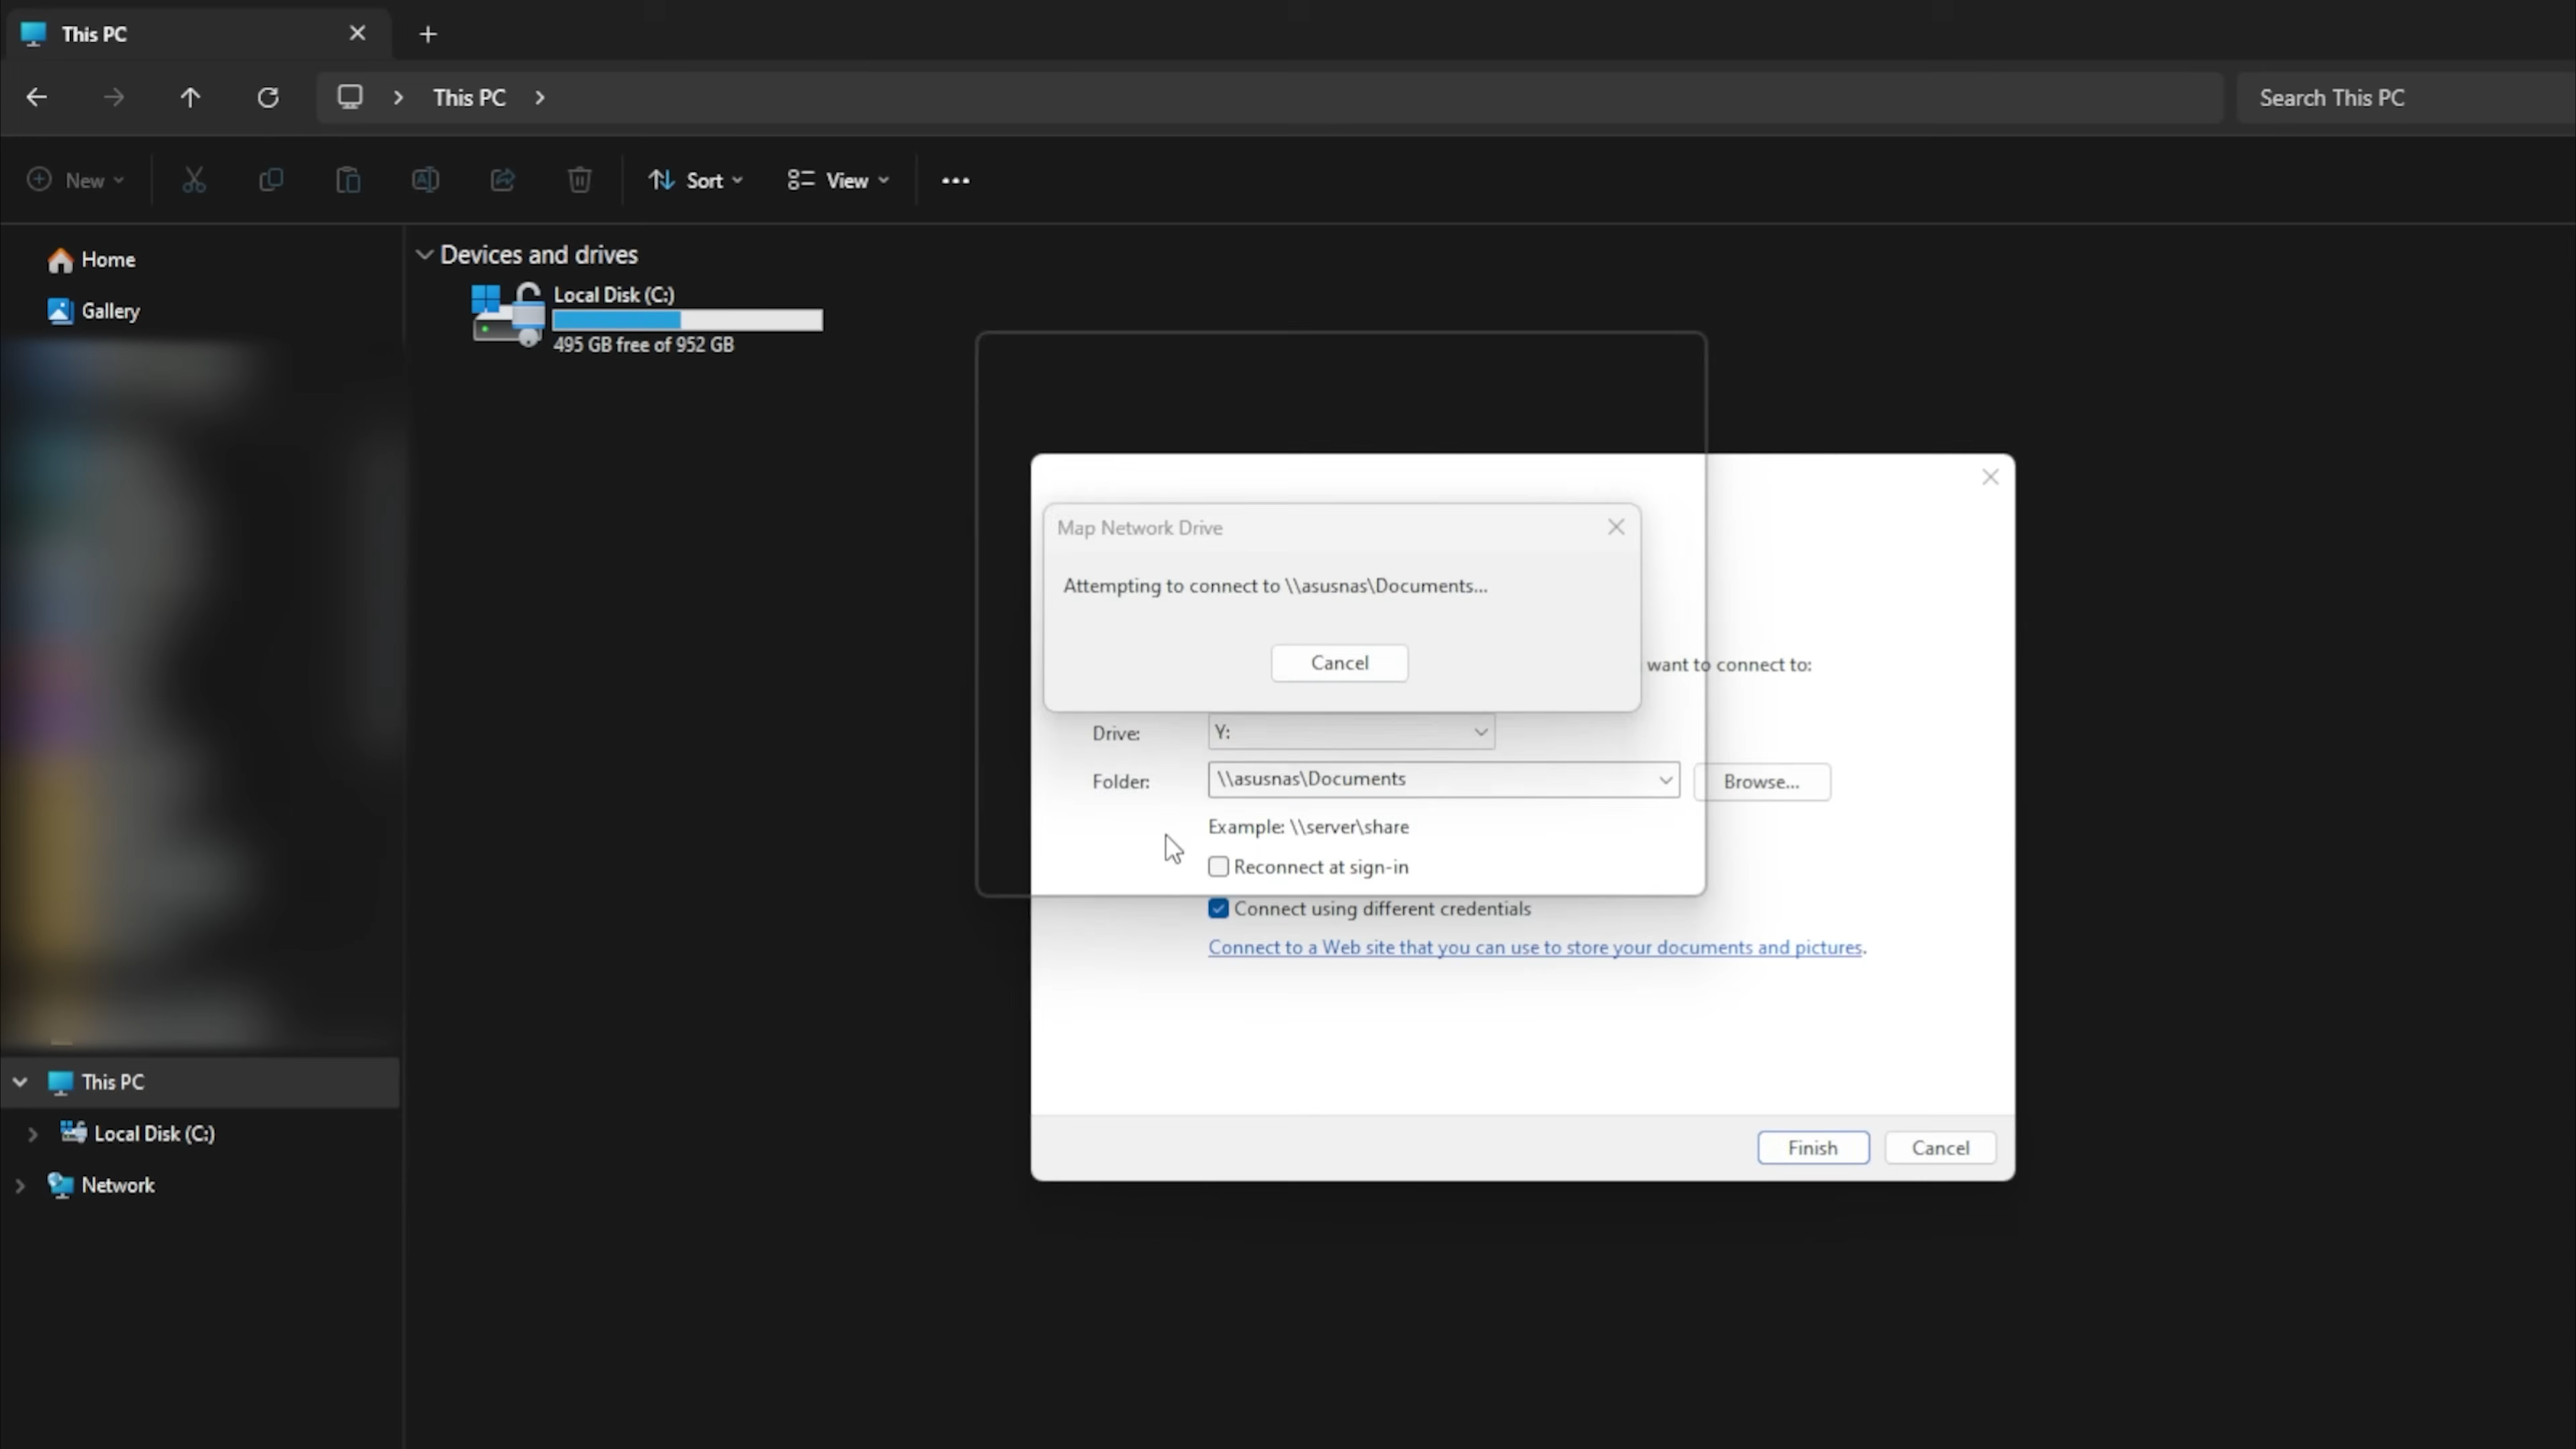 This PC
This PC
Search This PC
New
Sort
View
Home
Gallery
Devices and drives
Local Disk (C:)
495 GB free of 952 GB
Map Network Drive
Attempting to connect to \\asusnas\Documents...
Cancel
want to connect to:
Drive:
Y:
Folder:
\\asusnas\Documents
Browse...
Example: \\server\share
Reconnect at sign-in
Connect using different credentials
Connect to a Web site that you can use to store your documents and pictures.
Finish
Cancel
This PC
Local Disk (C:)
Network